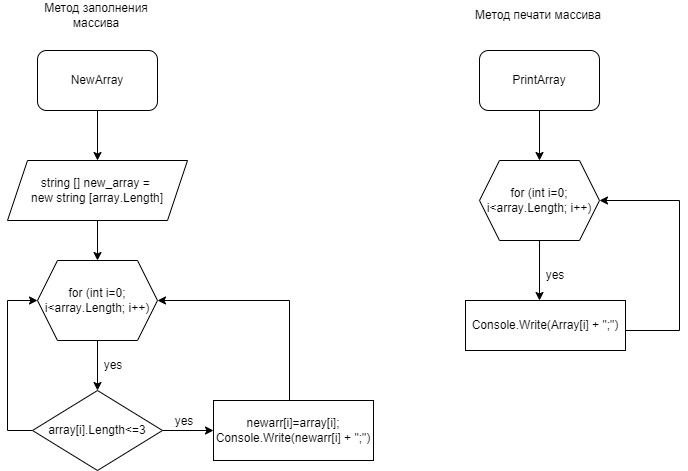 Метод заполнения
массива
NewArray
string [] new_array =
new string [array.Length]
for (int i=0;
i<array.Length; i++)
yes
array[i].Length<=3
yes
newarr[i]=array[i];
Console.Write(newarr[i] + ";")
Метод печати массива
PrintArray
for (int i=0;
i<array.Length; i++)
yes
Console.Write(Array[i] + ";")